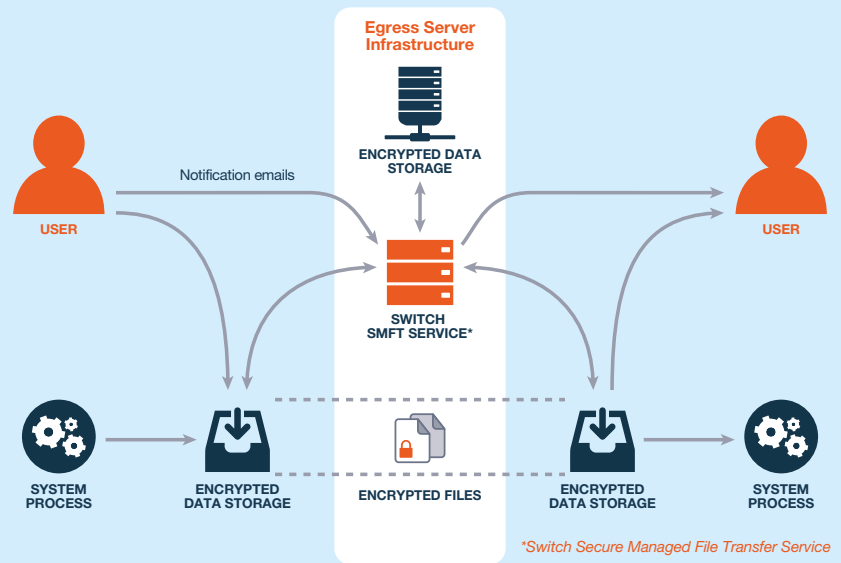 Egress Server
Infrastructure
ENCRYPTED DATA
STORAGE
Notification emails
USER
USER
SWITCH
SMFT SERVICE*
SYSTEM
PROCESS
ENCRYPTED
DATA STORAGE
ENCRYPTED FILES
ENCRYPTED
DATA STORAGE
SYSTEM
PROCESS
*Switch Secure Managed File Transfer Service